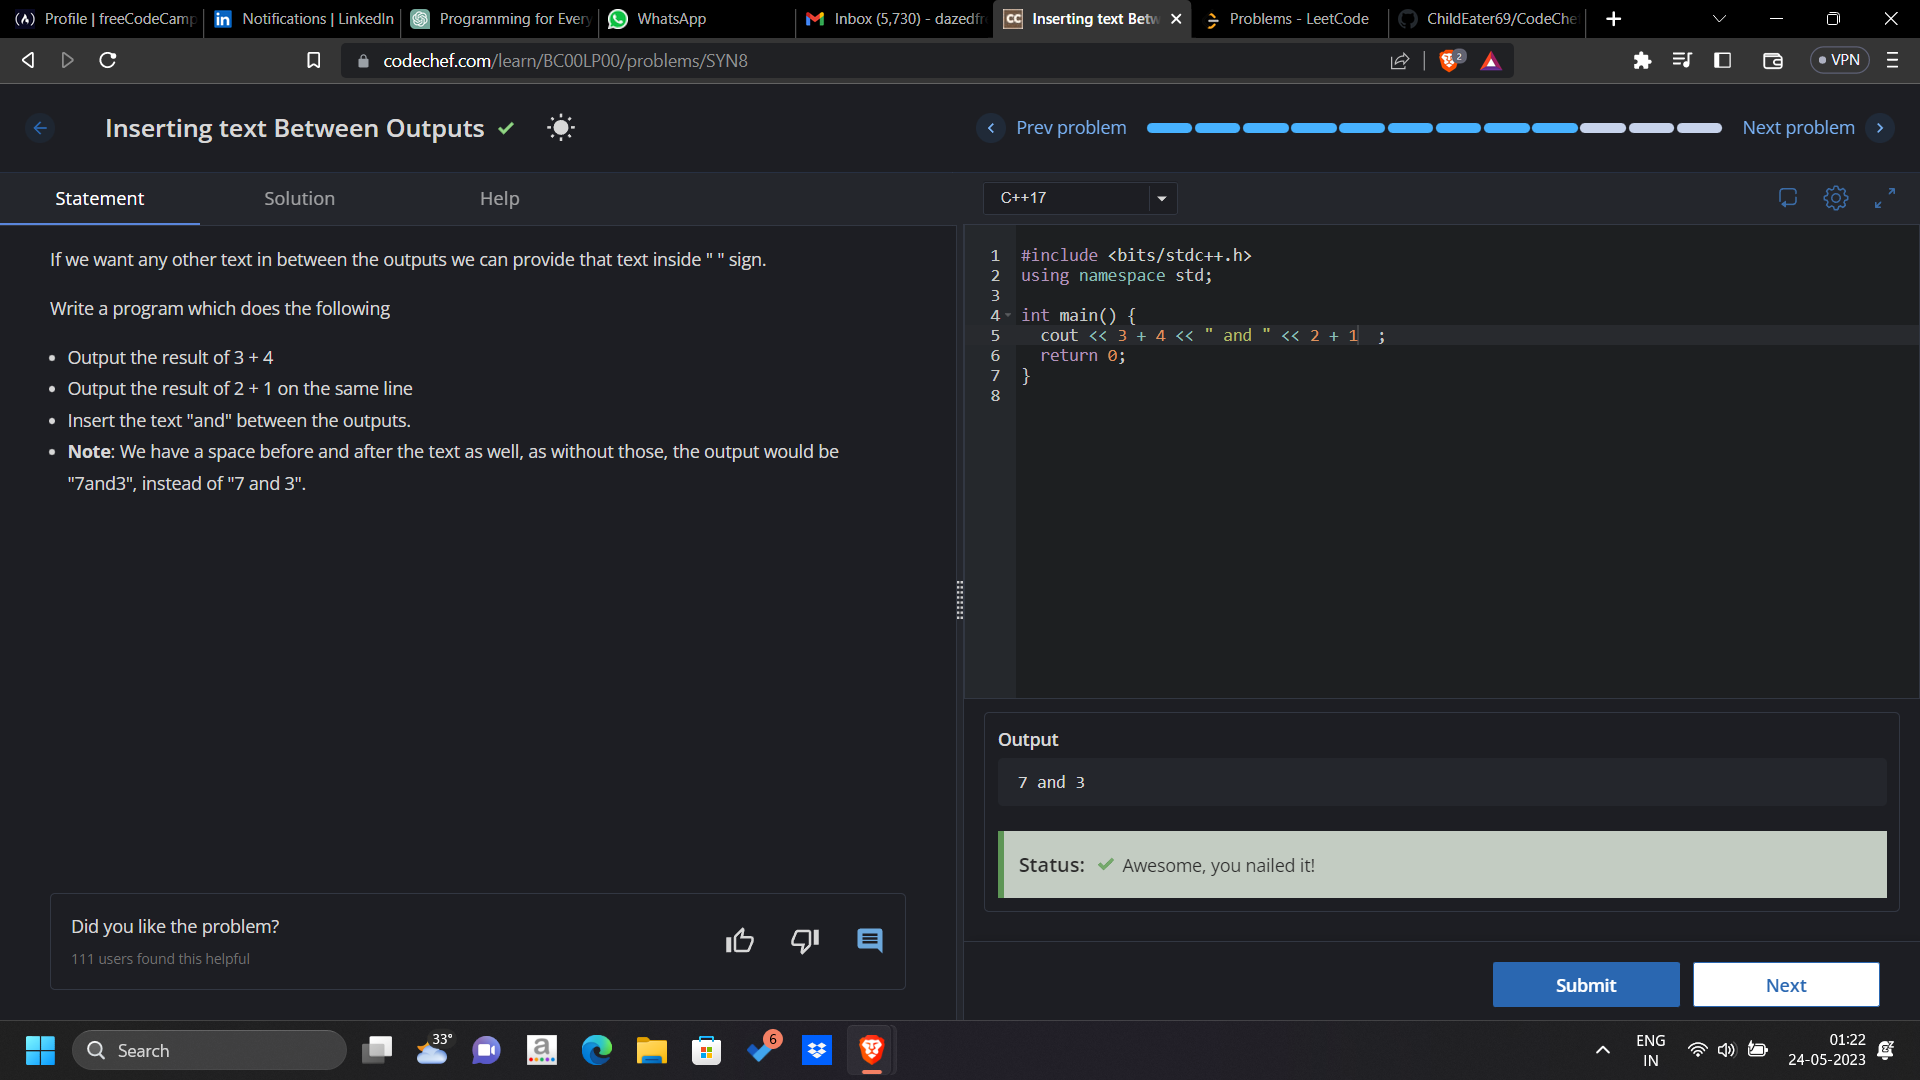 Profile | freeCodeCamp
Notifications | LinkedIn
Programming for Every
WhatsApp
Inbox (5,730) - dazedfr
CC Inserting text Betw
Problems - LeetCode
ChildEater69/CodeChe
codechef.com/learn/BC00LP00/problems/SYN8
2
VPN
Inserting text Between Outputs
Prev problem
Next problem
Statement
Solution
Help
C++17
If we want any other text in between the outputs we can provide that text inside " " sign.
Write a program which does the following
• Output the result of 3 + 4
• Output the result of 2 + 1 on the same line
• Insert the text "and" between the outputs.
• Note: We have a space before and after the text as well, as without those, the output would be
"7and3", instead of "7 and 3".
1 #include <bits/stdc++.h>
2 using namespace std;
3
4 int main() {
5   cout << 3 + 4 << " and " << 2 + 1  ;
6   return 0;
7 }
8
Output
7 and 3
Status: Awesome, you nailed it!
Did you like the problem?
111 users found this helpful
Submit
Next
Search
33°
a
6
ENG
IN
01:22
24-05-2023